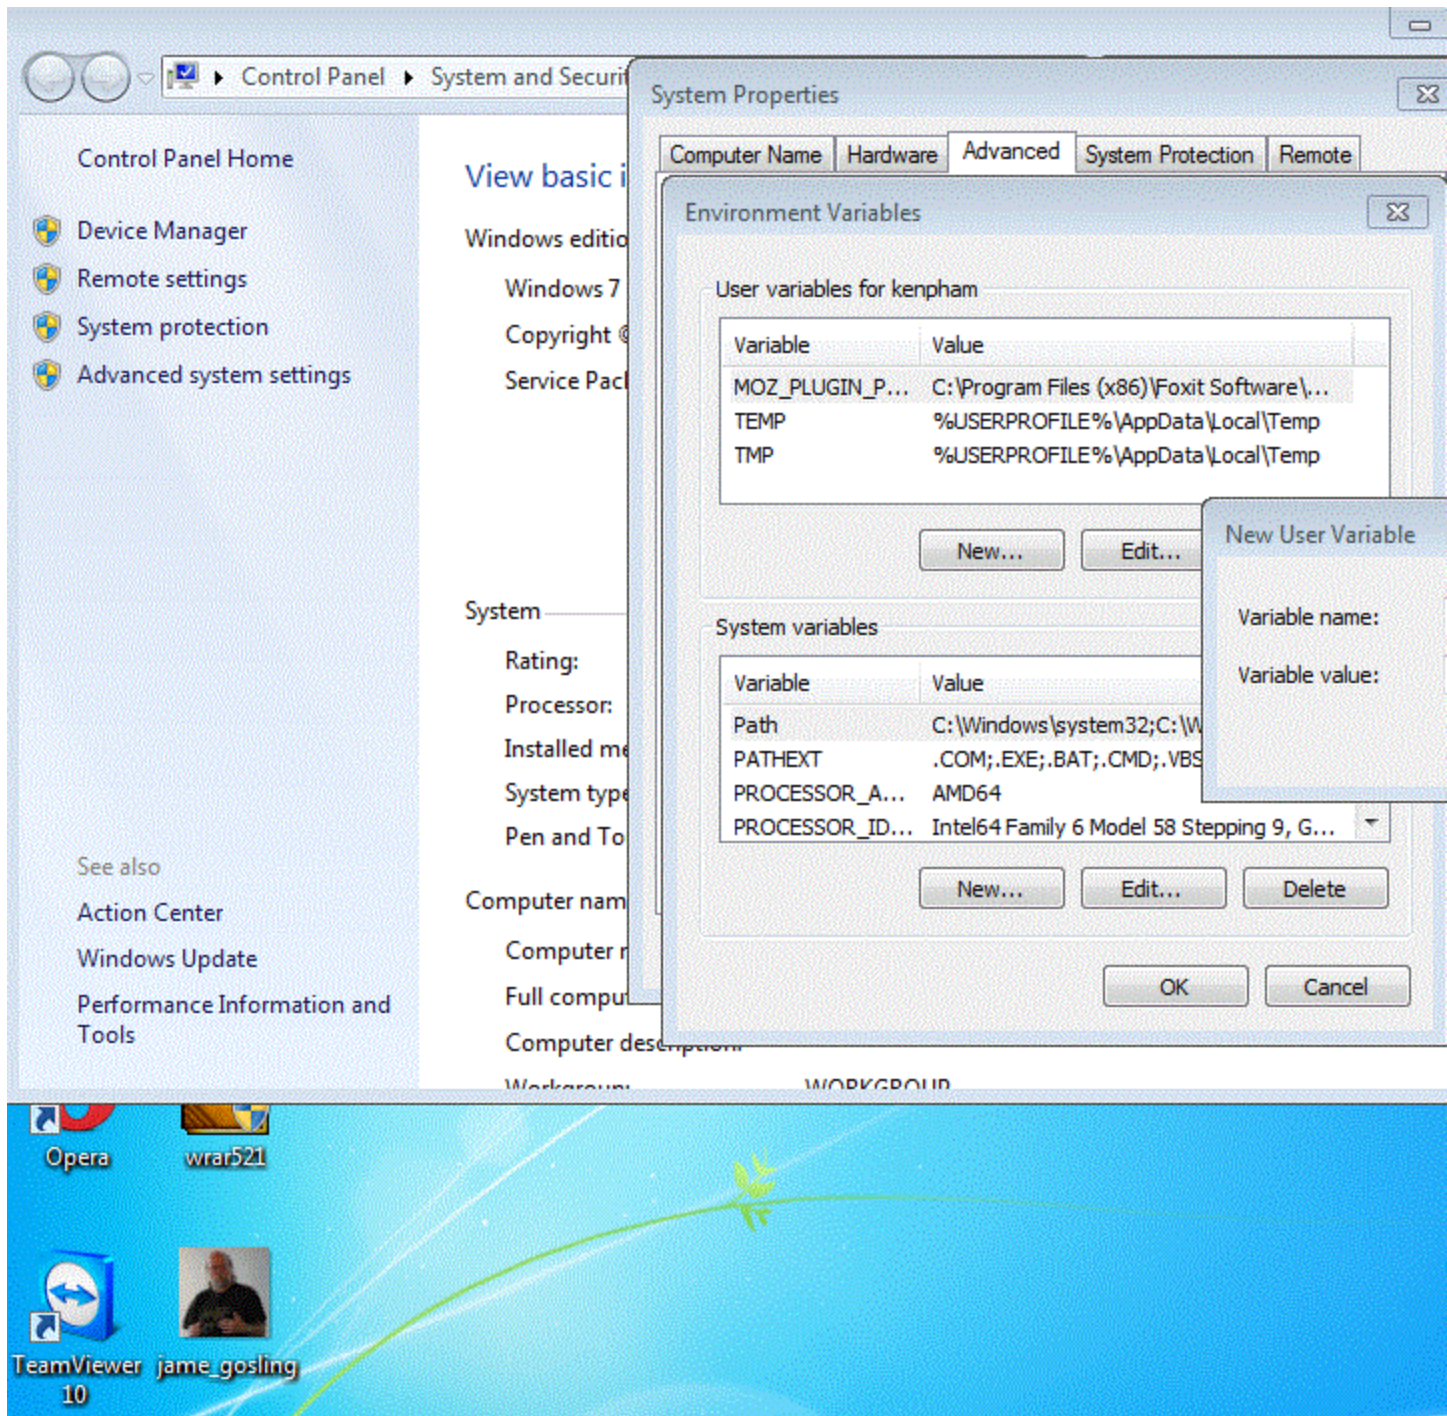 Control Panel
System and Securit
Control Panel Home
Device Manager
Remote settings
System protection
Advanced system settings
See also
Action Center
Windows Update
Performance Information and
Tools
View basic i
Windows editio
Windows 7
Copyright ©
Service Pack
System
Rating:
Processor:
Installed me
System type
Pen and To
Computer nam
Computer r
Full compu
Computer description:
Workgroup:
WORKGROUP
System Properties
Computer Name
Hardware
Advanced
System Protection
Remote
Environment Variables
User variables for kenpham
Variable Value
MOZ_PLUGIN_P... C:\Program Files (x86)\Foxit Software\...
TEMP %USERPROFILE%\AppData\Local\Temp
TMP %USERPROFILE%\AppData\Local\Temp
New...
Edit...
System variables
Variable Value
Path C:\Windows\system32;C:\W
PATHEXT .COM;.EXE;.BAT;.CMD;.VBS
PROCESSOR_A... AMD64
PROCESSOR_ID... Intel64 Family 6 Model 58 Stepping 9, G...
New...
Edit...
Delete
OK
Cancel
New User Variable
Variable name:
Variable value:
Opera
wrar521
TeamViewer
10
jame_gosling